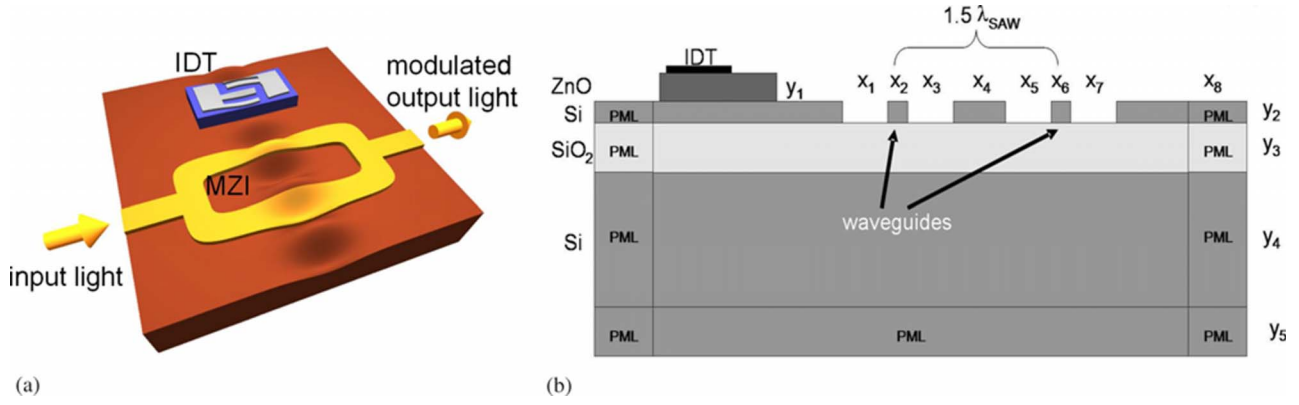 IDT
modulated
output light
MZI
input light
(a)
1.5 λSAW
IDT
ZnO
y1
x1 x2 x3 x4 x5 x6 x7 x8
Si
PML
PML
y2
SiO2
PML
PML
y3
waveguides
Si
PML
PML
y4
PML
PML
PML
y5
(b)